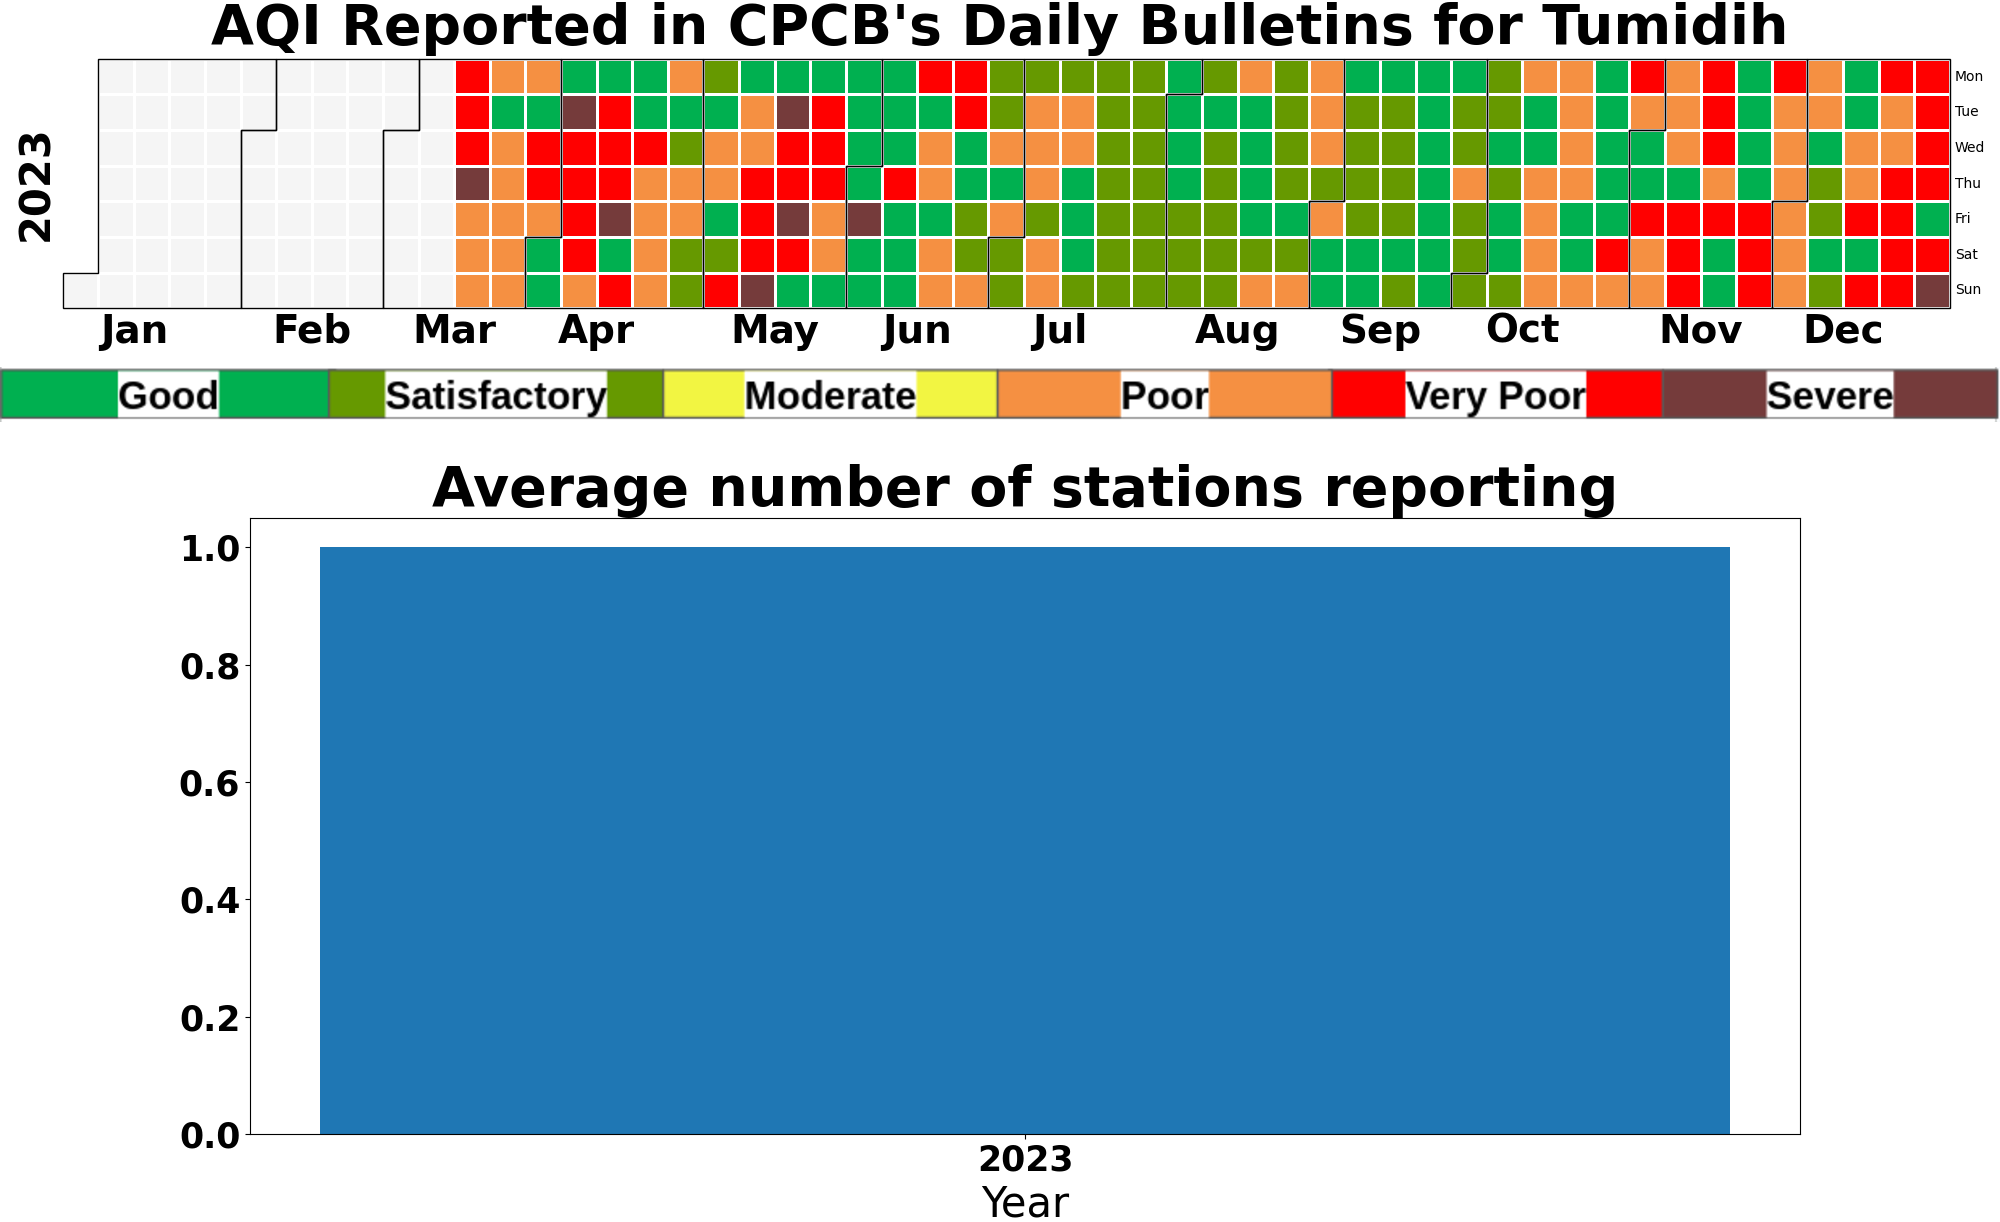 AQI Reported in CPCB's Daily Bulletins for Tumidih
2023
Mon
Tue
Wed
Thu
Fri
Sat
Sun
Jan Feb Mar Apr May Jun Jul Aug Sep Oct Nov Dec
Good Satisfactory Moderate Poor Very Poor Severe
Average number of stations reporting
1.0
0.8
0.6
0.4
0.2
0.0
2023
Year